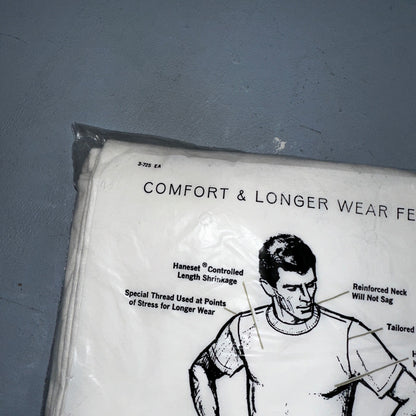 3-725 EA
COMFORT & LONGER WEAR FE
Haneset® Controlled
Length Shrinkage
Reinforced Neck
Will Not Sag
Special Thread Used at Points
of Stress for Longer Wear
Tailored